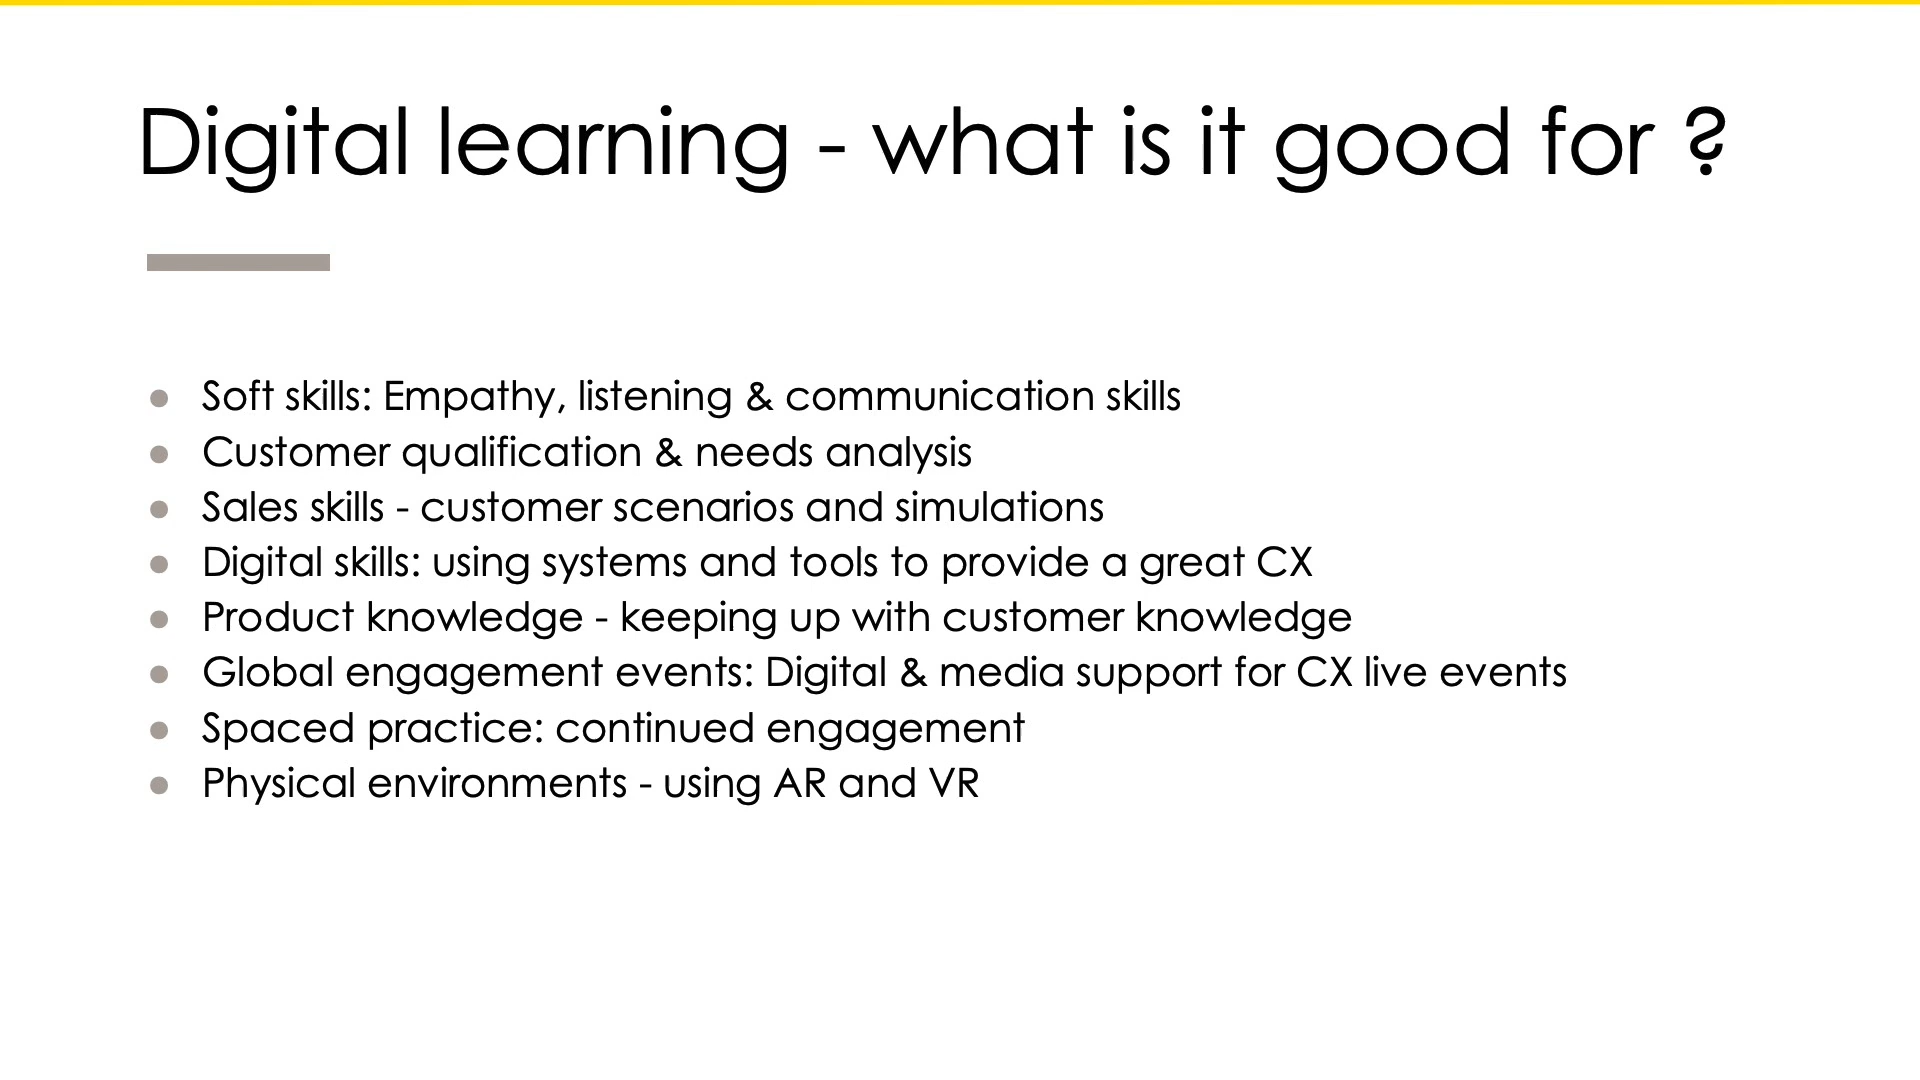 Digital learning - what is it good for ?
● Soft skills: Empathy, listening & communication skills
● Customer qualification & needs analysis
● Sales skills - customer scenarios and simulations
● Digital skills: using systems and tools to provide a great CX
● Product knowledge - keeping up with customer knowledge
● Global engagement events: Digital & media support for CX live events
● Spaced practice: continued engagement
● Physical environments - using AR and VR